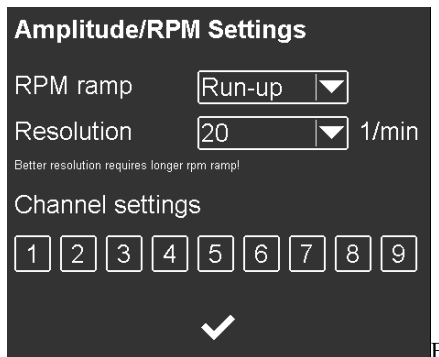 Amplitude/RPM Settings
RPM ramp Run-up
Resolution 20 1/min
Better resolution requires longer rpm ramp!
Channel settings
1 2 3 4 5 6 7 8 9